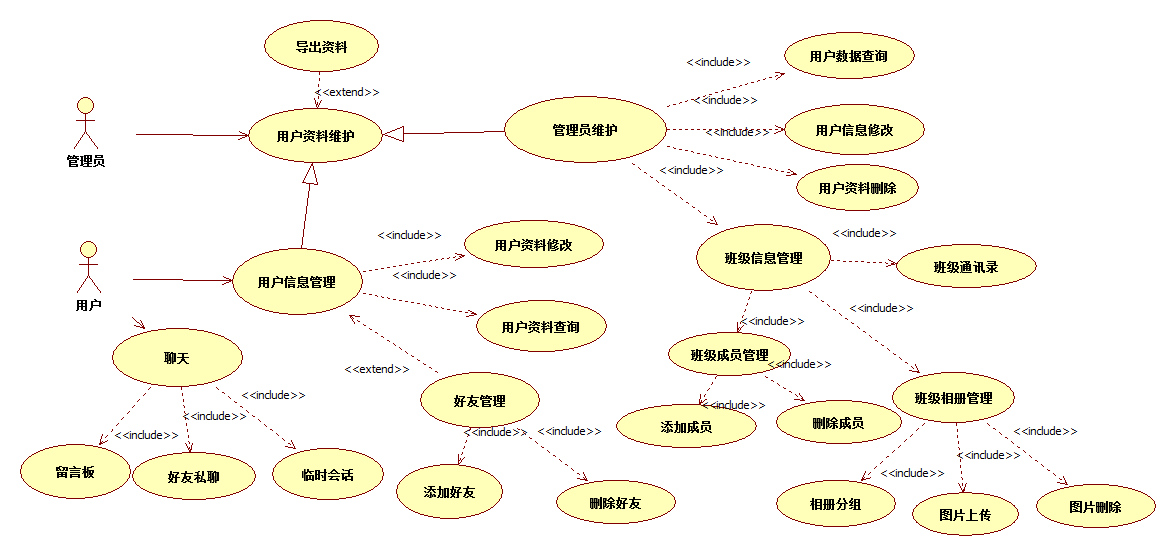 导出资料
<<extend>>
管理员
用户资料维护
管理员维护
<<include>>
用户数据查询
<<include>>
用户信息修改
<<include>>
用户资料删除
<<include>>
用户
用户信息管理
<<include>>
用户资料修改
<<include>>
用户资料查询
班级信息管理
<<include>>
班级通讯录
<<include>>
<<include>>
聊天
<<include>>
<<include>>
<<include>>
留言板
好友私聊
临时会话
<<extend>>
好友管理
<<include>>
<<include>>
添加好友
删除好友
班级成员管理
<<include>>
<<include>>
添加成员
删除成员
班级相册管理
<<include>>
<<include>>
<<include>>
相册分组
图片上传
图片删除